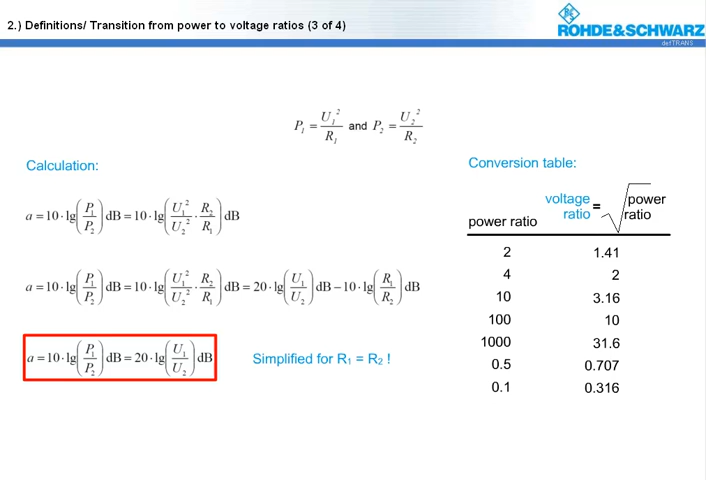 2.) Definitions/ Transition from power to voltage ratios (3 of 4)
ROHDE&SCHWARZ
defTRANS
P₁ = U₁²/R₁ and P₂ = U₂²/R₂
Calculation:
a = 10 · lg(P₁/P₂) dB = 10 · lg(U₁²/U₂² · R₂/R₁) dB
a = 10 · lg(P₁/P₂) dB = 10 · lg(U₁²/U₂² · R₂/R₁) dB = 20 · lg(U₁/U₂) dB − 10 · lg(R₁/R₂) dB
a = 10 · lg(P₁/P₂) dB = 20 · lg(U₁/U₂) dB
Simplified for R₁ = R₂ !
Conversion table:
power ratio voltage ratio = √power ratio
2 1.41
4 2
10 3.16
100 10
1000 31.6
0.5 0.707
0.1 0.316